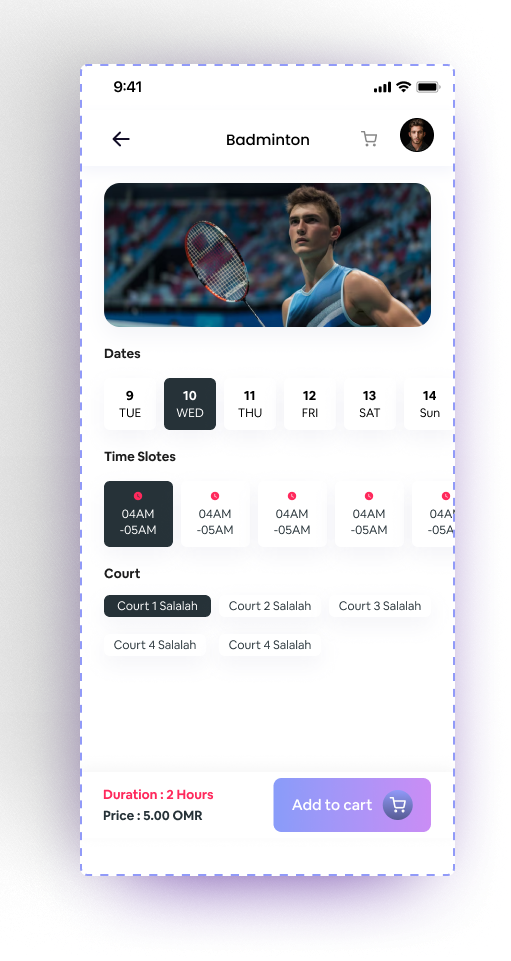 9:41
Badminton
Dates
9 10 11 12 13 14
TUE WED THU FRI SAT Sun
Time Slotes
04AM 04AM 04AM 04AM
-05AM -05AM -05AM -05AM
Court
Court 1 Salalah Court 2 Salalah Court 3 Salalah
Court 4 Salalah Court 4 Salalah
Duration : 2 Hours
Price : 5.00 OMR
Add to cart